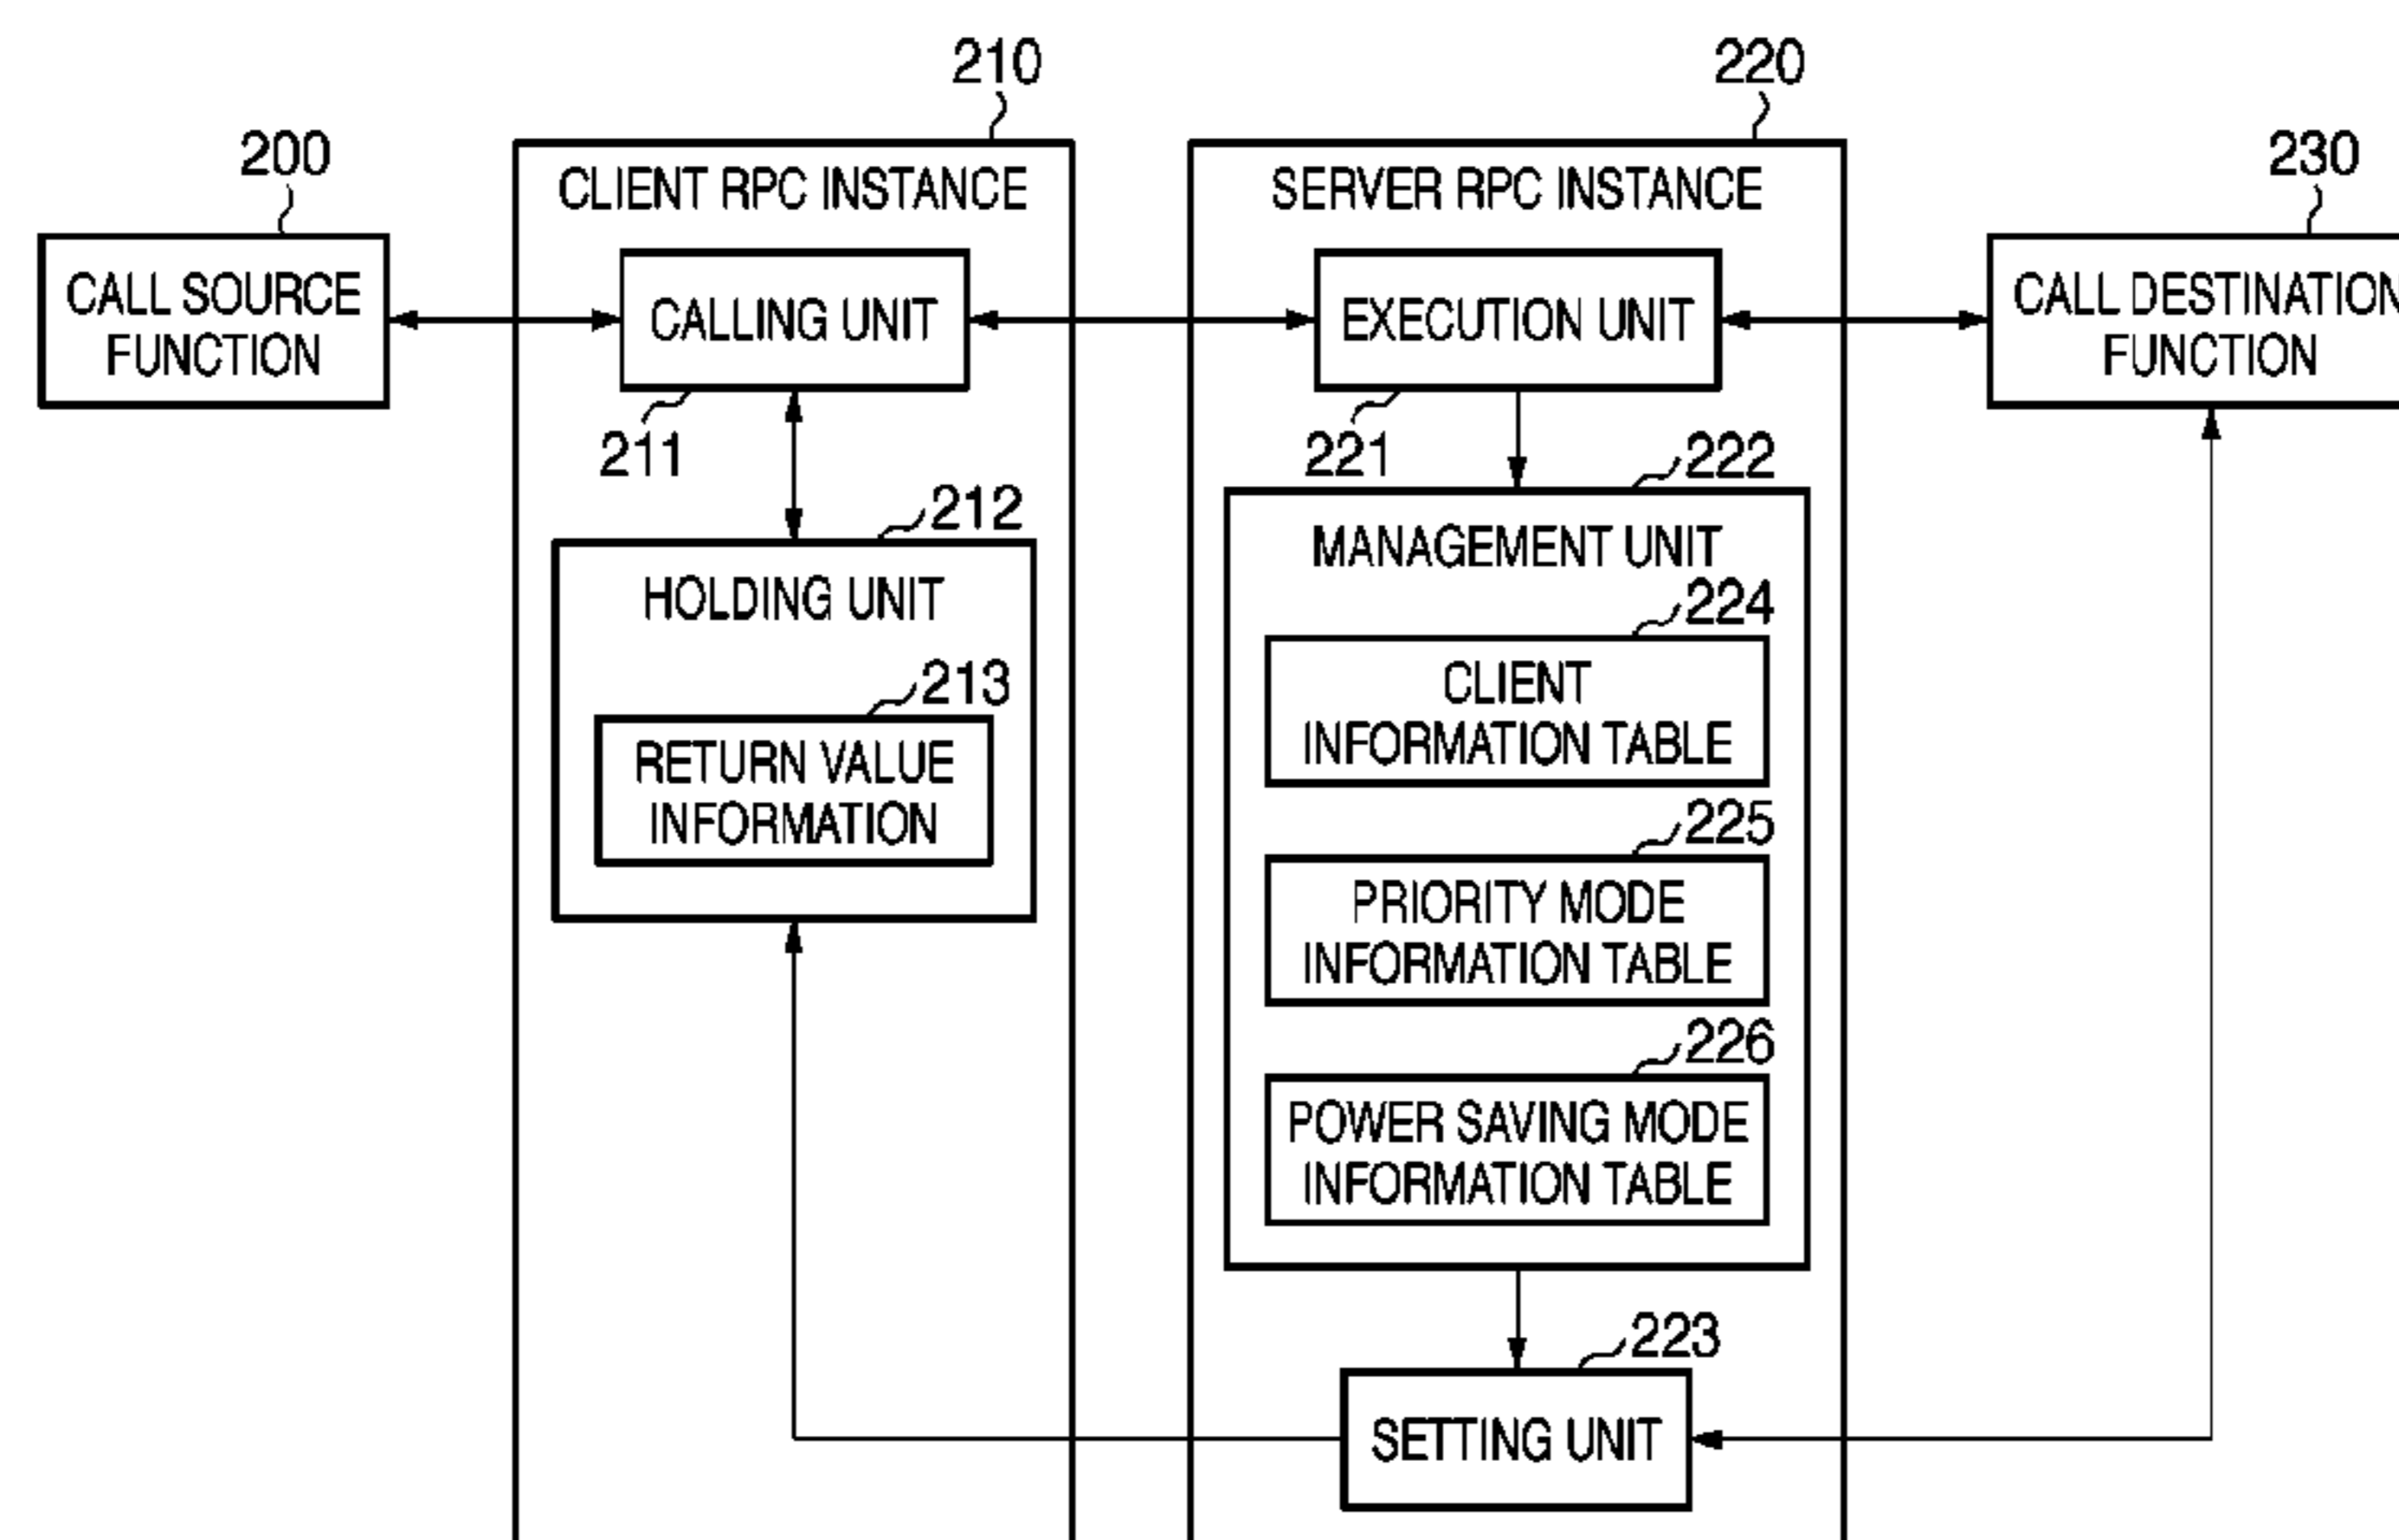 210
220
200
230
CLIENT RPC INSTANCE
SERVER RPC INSTANCE
CALL SOURCE
FUNCTION
CALLING UNIT
EXECUTION UNIT
CALL DESTINATION
FUNCTION
211
221
222
212
HOLDING UNIT
MANAGEMENT UNIT
224
213
CLIENT
INFORMATION TABLE
RETURN VALUE
INFORMATION
225
PRIORITY MODE
INFORMATION TABLE
226
POWER SAVING MODE
INFORMATION TABLE
223
SETTING UNIT